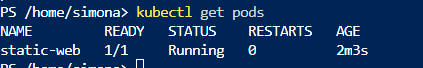 PS /home/simona> kubectl get pods
NAME READY STATUS RESTARTS AGE
static-web 1/1 Running 0 2m3s
PS /home/simona>